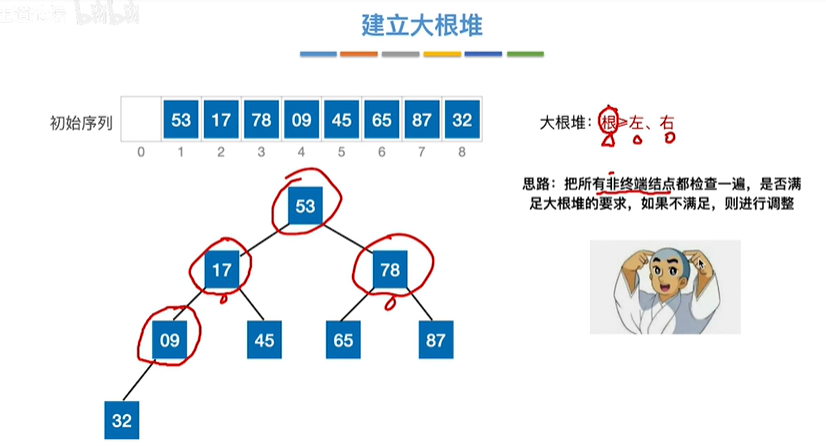 建立大根堆
初始序列 53 17 78 09 45 65 87 32
0 1 2 3 4 5 6 7 8
大根堆：根≥左、右
思路：把所有非终端结点都检查一遍，是否满
足大根堆的要求，如果不满足，则进行调整
53
17 78
09 45 65 87
32